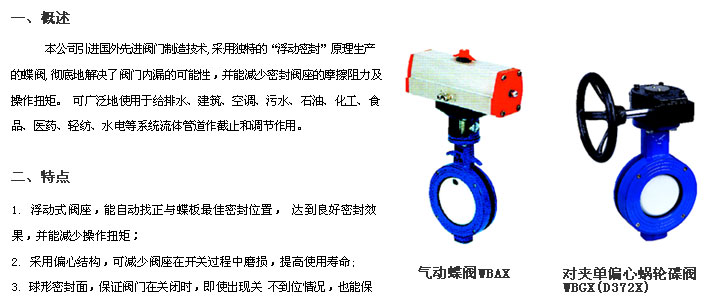 一、概述
本公司引进国外先进阀门制造技术，采用独特的“浮动密封”原理生产
的蝶阀，彻底地解决了阀门内漏的可能性，并能减少密封阀座的摩擦阻力及
操作扭矩。 可广泛地使用于给排水、建筑、空调、污水、石油、化工、食
品、医药、轻纺、水电等系统流体管道作截止和调节作用。
二、特点
1. 浮动式阀座，能自动找正与蝶板最佳密封位置， 达到良好密封效
果，并能减少操作扭矩；
2. 采用偏心结构，可减少阀座在开关过程中磨损，提高使用寿命;
3. 球形密封面，保证阀门在关闭时，即使出现关 不到位情况，也能保
气动蝶阀WBAX
对夹单偏心蜗轮碟阀
WBGX(D372X)